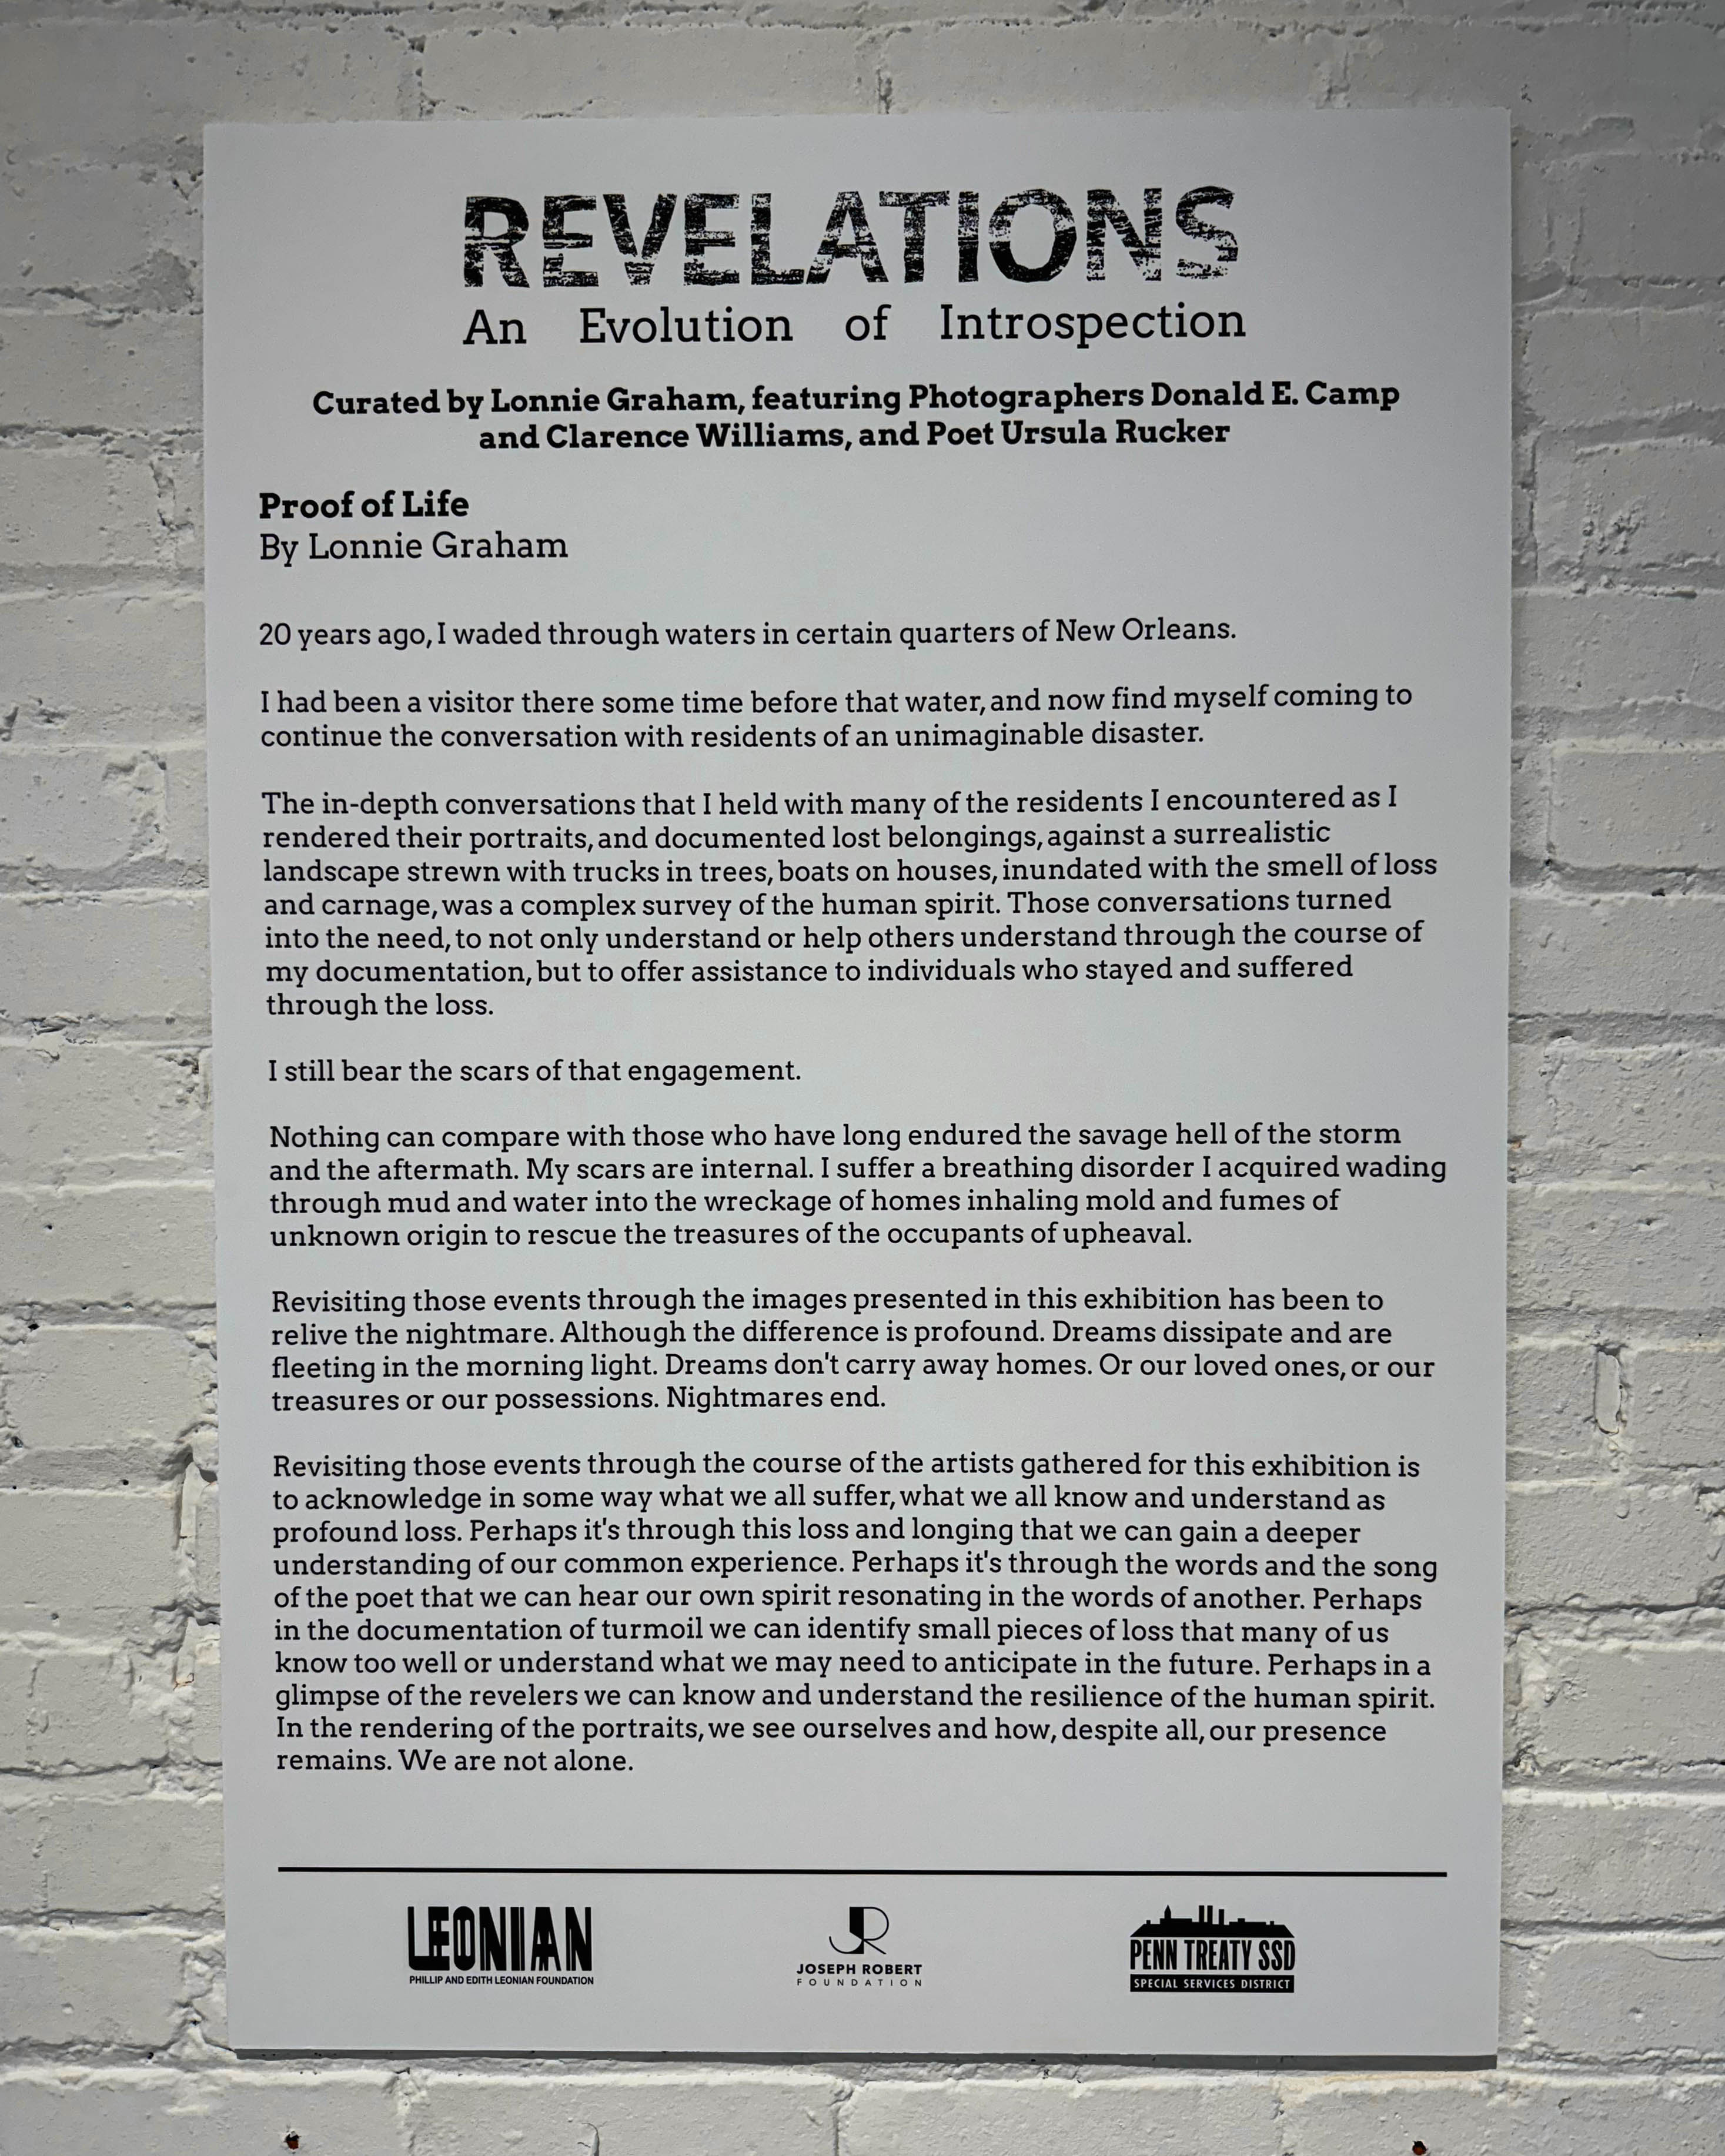 REVELATIONS
An Evolution of Introspection
Curated by Lonnie Graham, featuring Photographers Donald E. Camp
and Clarence Williams, and Poet Ursula Rucker
Proof of Life
By Lonnie Graham
20 years ago, I waded through waters in certain quarters of New Orleans.
I had been a visitor there some time before that water, and now find myself coming to
continue the conversation with residents of an unimaginable disaster.
The in-depth conversations that I held with many of the residents I encountered as I
rendered their portraits, and documented lost belongings, against a surrealistic
landscape strewn with trucks in trees, boats on houses, inundated with the smell of loss
and carnage, was a complex survey of the human spirit. Those conversations turned
into the need, to not only understand or help others understand through the course of
my documentation, but to offer assistance to individuals who stayed and suffered
through the loss.
I still bear the scars of that engagement.
Nothing can compare with those who have long endured the savage hell of the storm
and the aftermath. My scars are internal. I suffer a breathing disorder I acquired wading
through mud and water into the wreckage of homes inhaling mold and fumes of
unknown origin to rescue the treasures of the occupants of upheaval.
Revisiting those events through the images presented in this exhibition has been to
relive the nightmare. Although the difference is profound. Dreams dissipate and are
fleeting in the morning light. Dreams don't carry away homes. Or our loved ones, or our
treasures or our possessions. Nightmares end.
Revisiting those events through the course of the artists gathered for this exhibition is
to acknowledge in some way what we all suffer, what we all know and understand as
profound loss. Perhaps it's through this loss and longing that we can gain a deeper
understanding of our common experience. Perhaps it's through the words and the song
of the poet that we can hear our own spirit resonating in the words of another. Perhaps
in the documentation of turmoil we can identify small pieces of loss that many of us
know too well or understand what we may need to anticipate in the future. Perhaps in a
glimpse of the revelers we can know and understand the resilience of the human spirit.
In the rendering of the portraits, we see ourselves and how, despite all, our presence
remains. We are not alone.
LEONIAN
PHILLIP AND EDITH LEONIAN FOUNDATION
JR
JOSEPH ROBERT
FOUNDATION
PENN TREATY SSD
SPECIAL SERVICES DISTRICT